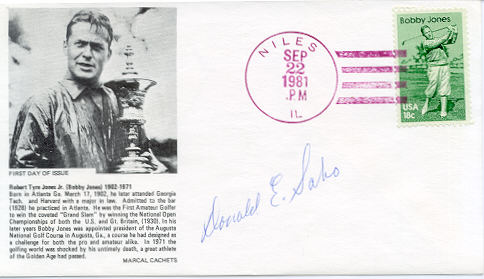 FIRST DAY OF ISSUE
Robert Tyre Jones Jr. (Bobby Jones) 1902-1971
Born in Atlanta Ga. March 17, 1902, he later attended Georgia
Tech. and Harvard with a major in law. Admitted to the bar
(1928) he practiced in Atlanta. He was the First Amateur Golfer
to win the coveted "Grand Slam" by winning the National Open
Championships of both the U.S. and Gt. Britain, (1930). In his
later years Bobby Jones was appointed president of the Augusta
National Golf Course in Augusta, Ga., a course he had designed as
a challenge for both the pro and amateur alike. In 1971 the
golfing world was shocked by his untimely death, a great athlete
of the Golden Age had passed.
MARCAL CACHETS
NILES
SEP
22
1981
.PM
IL
Bobby Jones
USA
18c
Donald E. Sabo